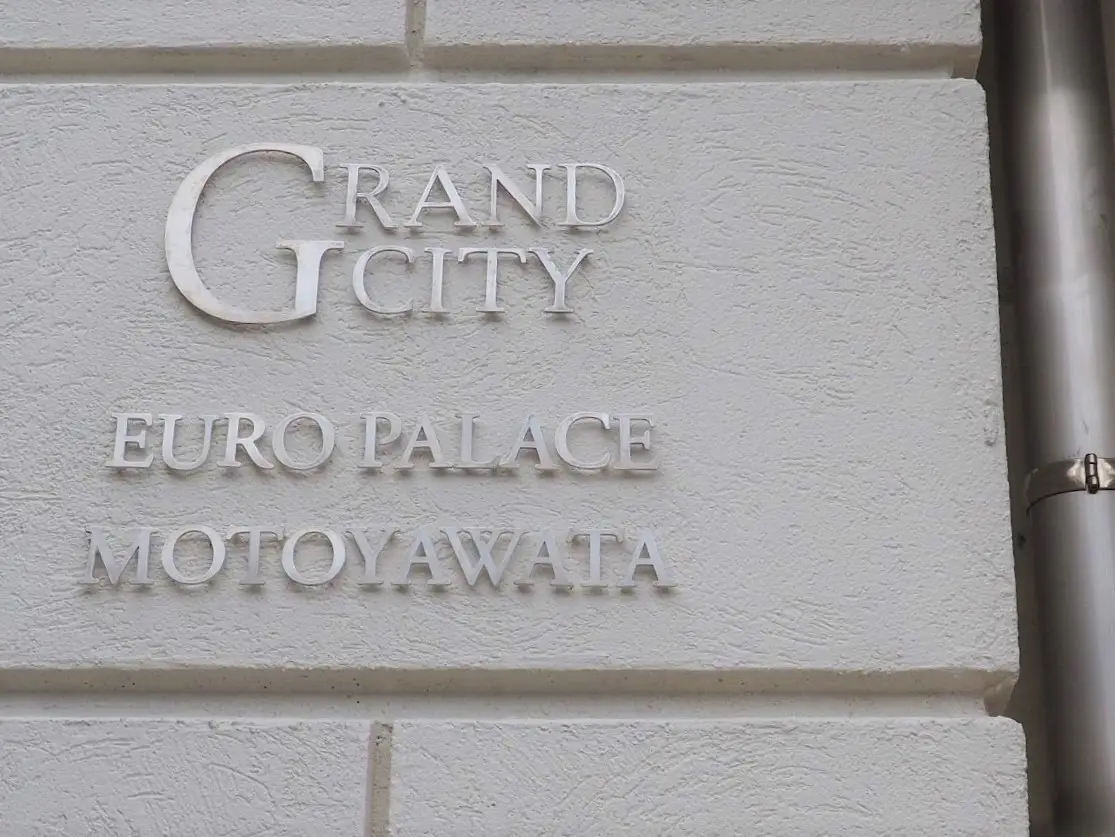 GRAND
CITY
EURO PALACE
MOTOYAWATA